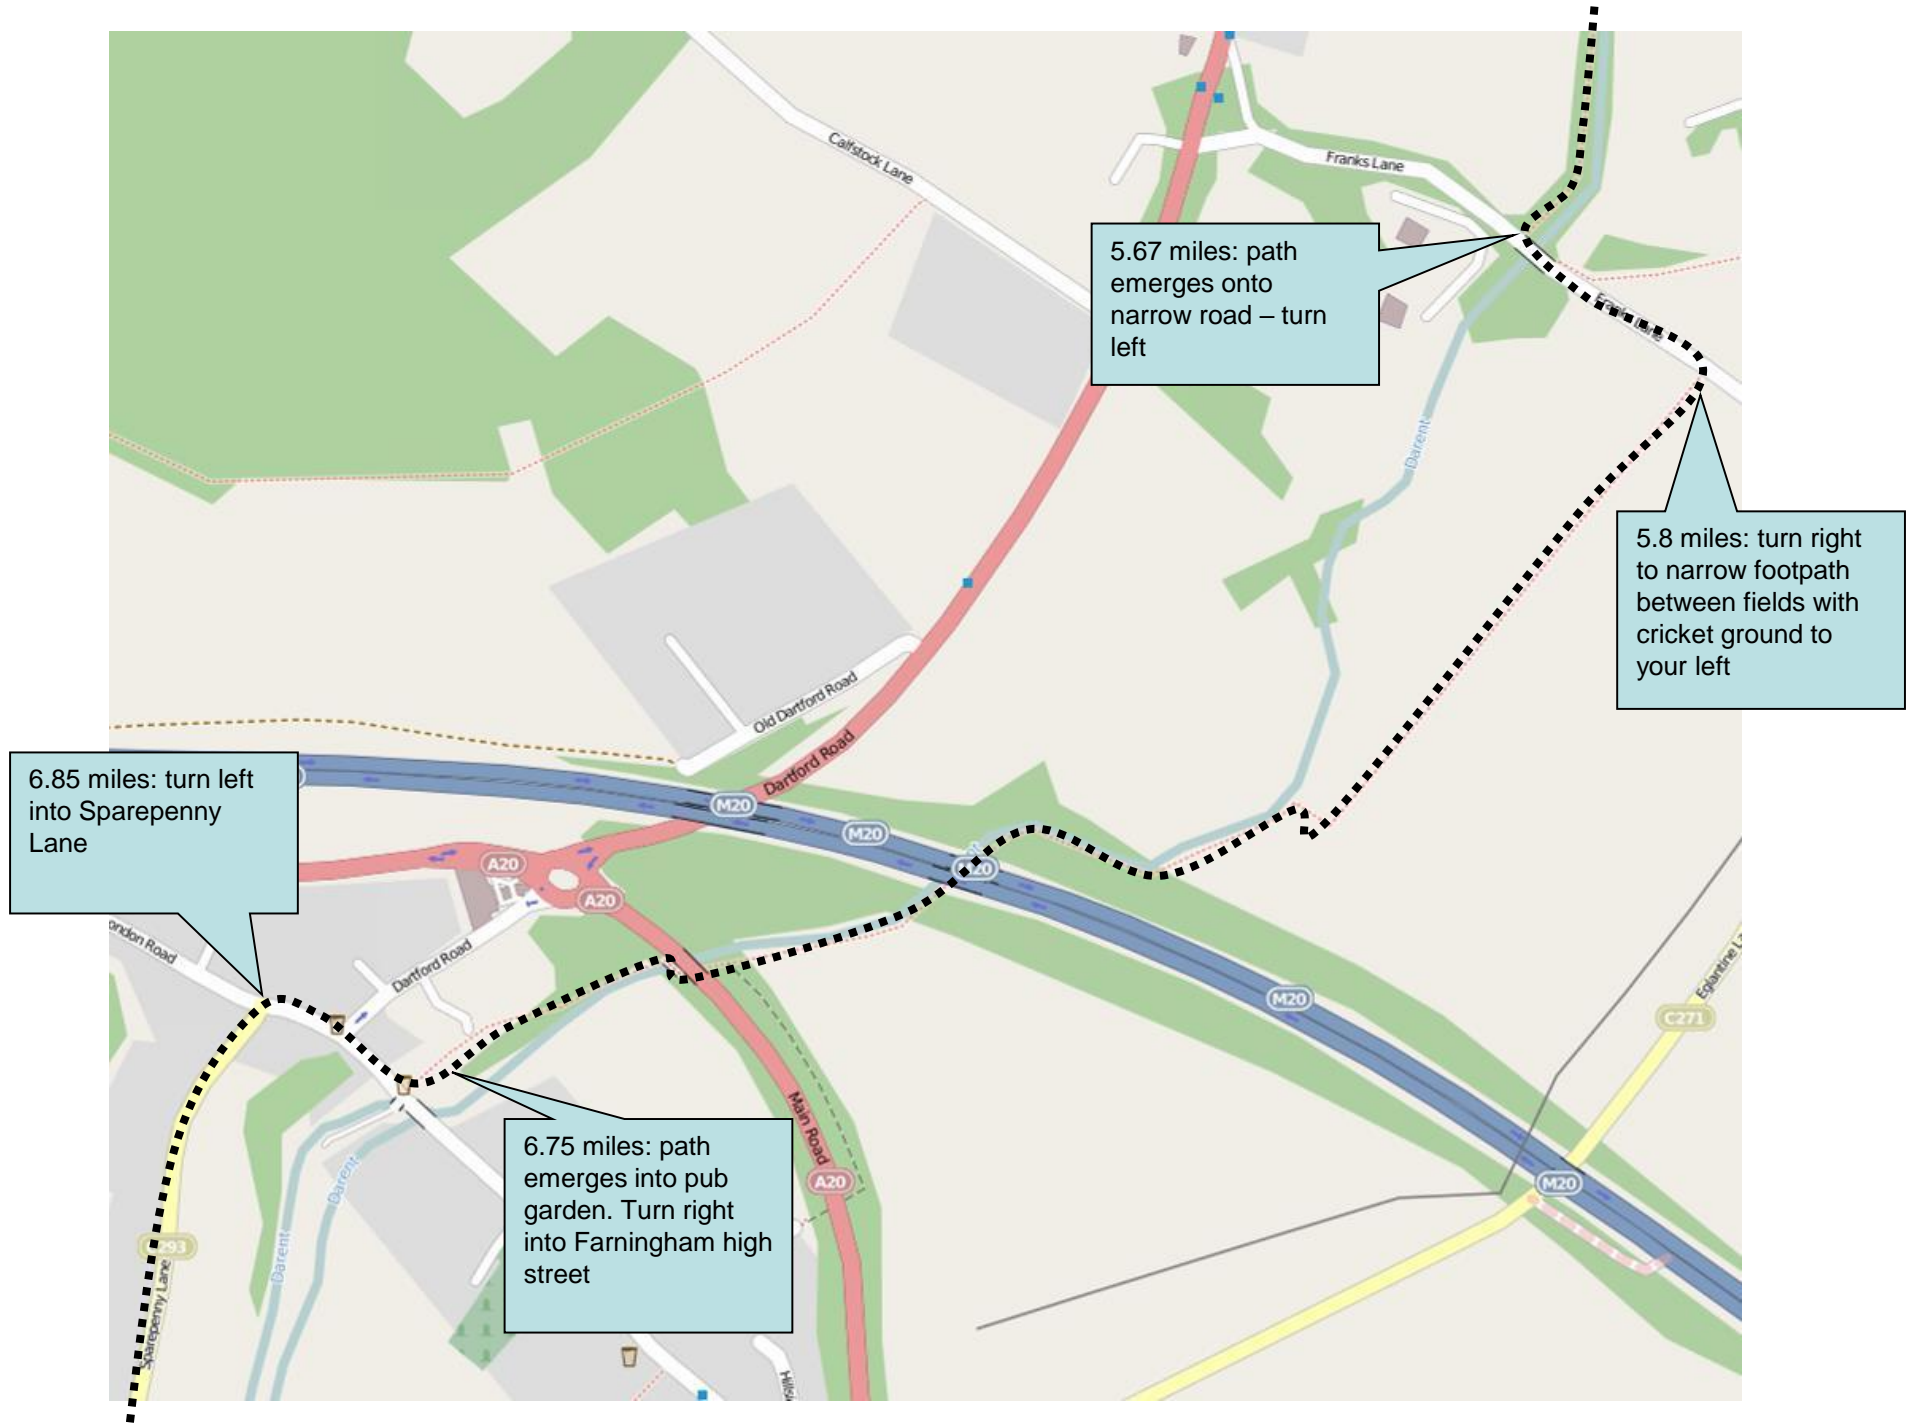 Calfstock Lane
Franks Lane
5.67 miles: path
emerges onto
narrow road – turn
left
Franks Lane
Darent
5.8 miles: turn right
to narrow footpath
between fields with
cricket ground to
your left
Old Dartford Road
Dartford Road
6.85 miles: turn left
into Sparepenny
Lane
M20
M20
M20
A20
A20
London Road
Dartford Road
M20
Eglantine
C271
Main Road
6.75 miles: path
emerges into pub
garden. Turn right
into Farningham high
street
A20
M20
Darent
Darent
293
Sparepenny Lane